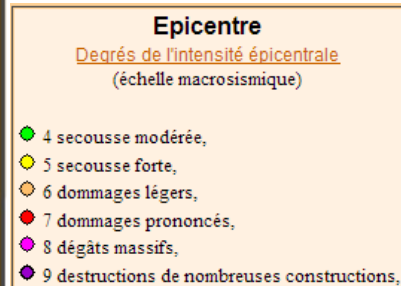 Epicentre
Degrés de l'intensité épicentrale
(échelle macrosismique)
4 secousse modérée,
5 secousse forte,
6 dommages légers,
7 dommages prononcés,
8 dégâts massifs,
9 destructions de nombreuses constructions,